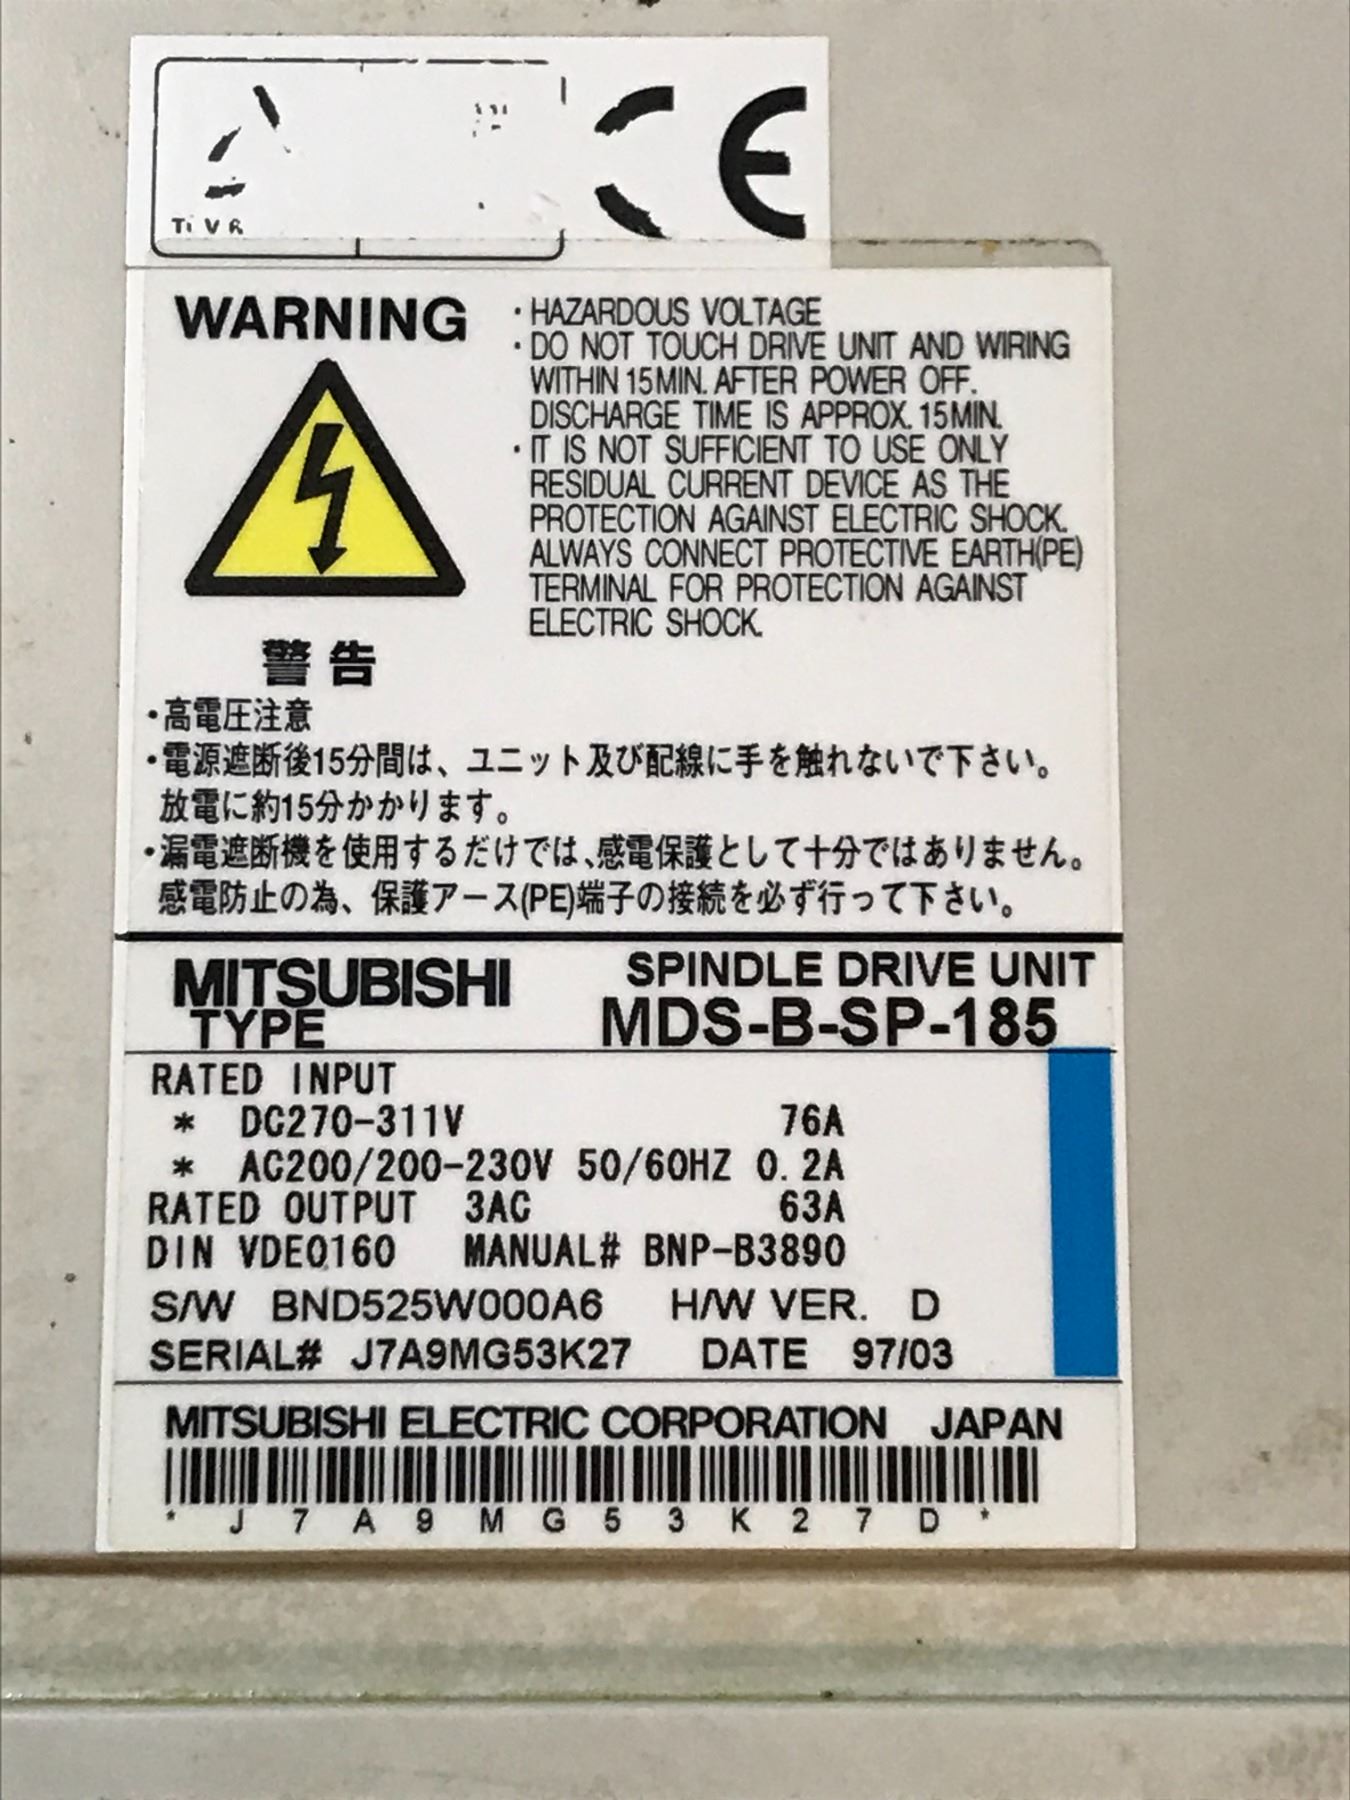 CE
WARNING
・HAZARDOUS VOLTAGE
・DO NOT TOUCH DRIVE UNIT AND WIRING
WITHIN 15MIN. AFTER POWER OFF.
DISCHARGE TIME IS APPROX. 15MIN.
・IT IS NOT SUFFICIENT TO USE ONLY
RESIDUAL CURRENT DEVICE AS THE
PROTECTION AGAINST ELECTRIC SHOCK.
ALWAYS CONNECT PROTECTIVE EARTH(PE)
TERMINAL FOR PROTECTION AGAINST
ELECTRIC SHOCK.
警告
・高電圧注意
・電源遮断後15分間は、ユニット及び配線に手を触れないで下さい。
放電に約15分かかります。
・漏電遮断機を使用するだけでは、感電保護として十分ではありません。
感電防止の為、保護アース(PE)端子の接続を必ず行って下さい。
MITSUBISHI SPINDLE DRIVE UNIT
TYPE MDS-B-SP-185
RATED INPUT
* DC270-311V 76A
* AC200/200-230V 50/60HZ 0.2A
RATED OUTPUT 3AC 63A
DIN VDE0160 MANUAL# BNP-B3890
S/W BND525W000A6 H/W VER. D
SERIAL# J7A9MG53K27 DATE 97/03
MITSUBISHI ELECTRIC CORPORATION JAPAN
* J 7 A 9 M G 5 3 K 2 7 D *